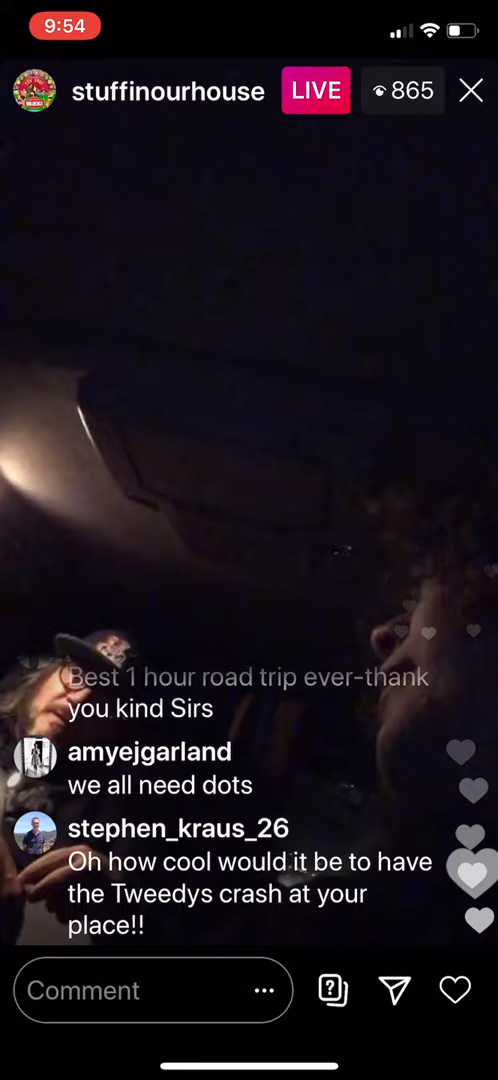 9:54
stuffinourhouse LIVE 865
Best 1 hour road trip ever-thank
you kind Sirs
amyejgarland
we all need dots
stephen_kraus_26
Oh how cool would it be to have
the Tweedys crash at your
place!!
Comment ...